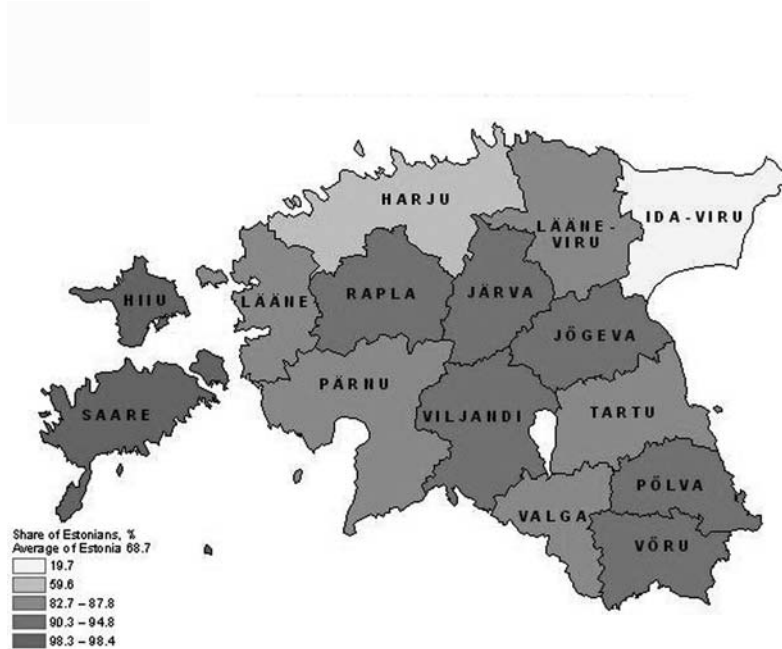 HARJU
LÄÄNE-
VIRU
IDA-VIRU
HIIU
LÄÄNE
RAPLA
JÄRVA
JÕGEVA
PÄRNU
SAARE
VILJANDI
TARTU
PÕLVA
VALGA
VÕRU
Share of Estonians, %
Average of Estonia 68.7
19.7
59.6
82.7 – 87.8
90.3 – 94.8
98.3 – 98.4